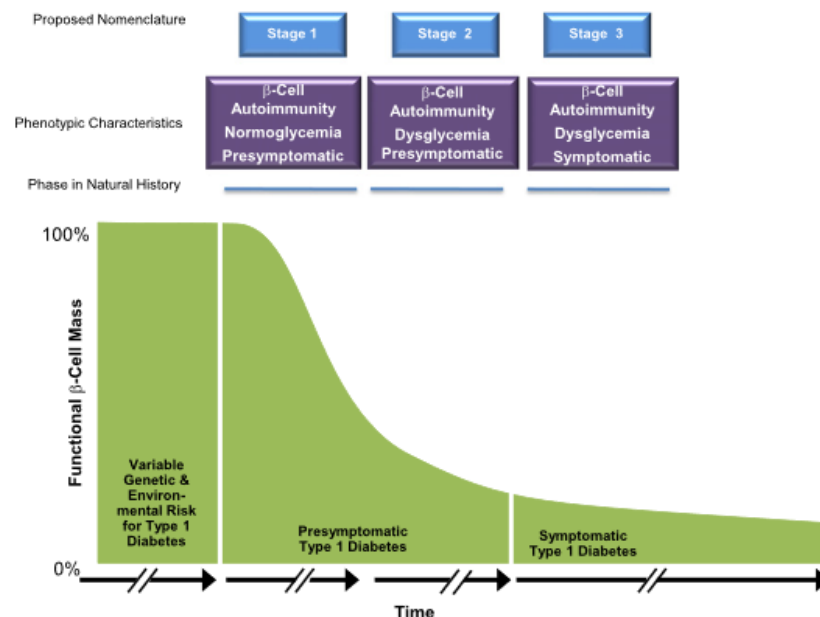 Proposed Nomenclature
Stage 1
Stage 2
Stage 3
Phenotypic Characteristics
β-Cell
Autoimmunity
Normoglycemia
Presymptomatic
β-Cell
Autoimmunity
Dysglycemia
Presymptomatic
β-Cell
Autoimmunity
Dysglycemia
Symptomatic
Phase in Natural History
100%
Functional β-Cell Mass
Variable
Genetic &
Environ-
mental Risk
for Type 1
Diabetes
Presymptomatic
Type 1 Diabetes
Symptomatic
Type 1 Diabetes
0%
Time